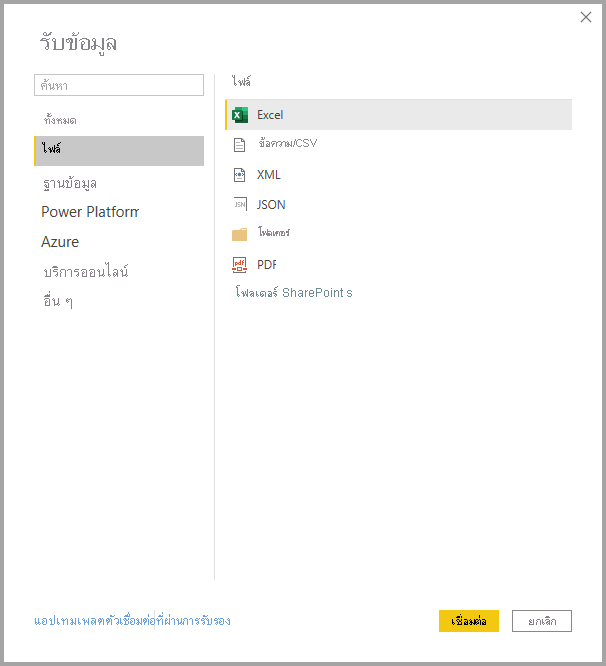 รับข้อมูล
ค้นหา
ทั้งหมด
ไฟล์
ฐานข้อมูล
Power Platform
Azure
บริการออนไลน์
อื่น ๆ
ไฟล์
Excel
ข้อความ/CSV
XML
JSON
โฟลเดอร์
PDF
โฟลเดอร์ SharePoint s
แอปเทมเพลตตัวเชื่อมต่อที่ผ่านการรับรอง
เชื่อมต่อ
ยกเลิก